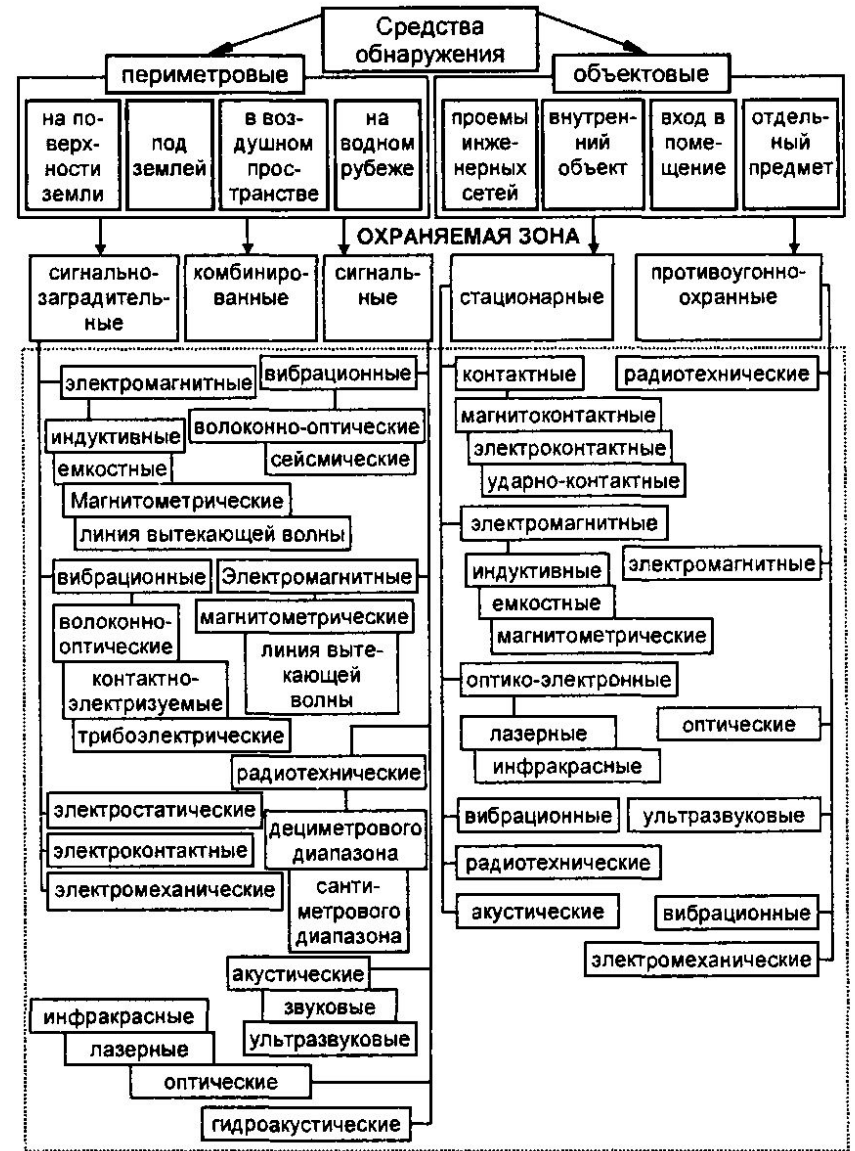 Средства
обнаружения
периметровые
объектовые
на по-
верх-
ности
земли
под
землей
в воз-
душном
прос-
транстве
на
водном
рубеже
проемы
инже-
нерных
сетей
внутрен-
ний
объект
вход в
поме-
щение
отдель-
ный
предмет
ОХРАНЯЕМАЯ ЗОНА
сигнально-
заградитель-
ные
комбиниро-
ванные
сигналь-
ные
стационарные
противоугонно-
охранные
электромагнитные
индуктивные
емкостные
Магнитометрические
линия вытекающей волны
вибрационные
волоконно-
оптические
контактно-
электризуемые
трибоэлектрические
электростатические
электроконтактные
электромеханические
вибрационные
волоконно-оптические
сейсмические
Электромагнитные
магнитометрические
линия выте-
кающей
волны
радиотехнические
дециметрового
диапазона
санти-
метрового
диапазона
акустические
звуковые
ультразвуковые
инфракрасные
лазерные
оптические
гидроакустические
контактные
магнитоконтактные
электроконтактные
ударно-контактные
электромагнитные
индуктивные
емкостные
магнитометрические
оптико-электронные
лазерные
инфракрасные
вибрационные
радиотехнические
акустические
радиотехнические
электромагнитные
оптические
ультразвуковые
вибрационные
электромеханические